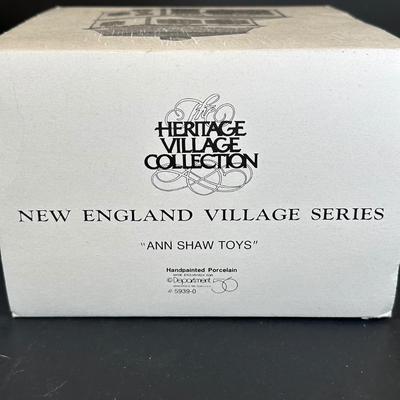 The
HERITAGE
VILLAGE
COLLECTION
NEW ENGLAND VILLAGE SERIES
"ANN SHAW TOYS"
Handpainted Porcelain
©Department 56
# 5939-0